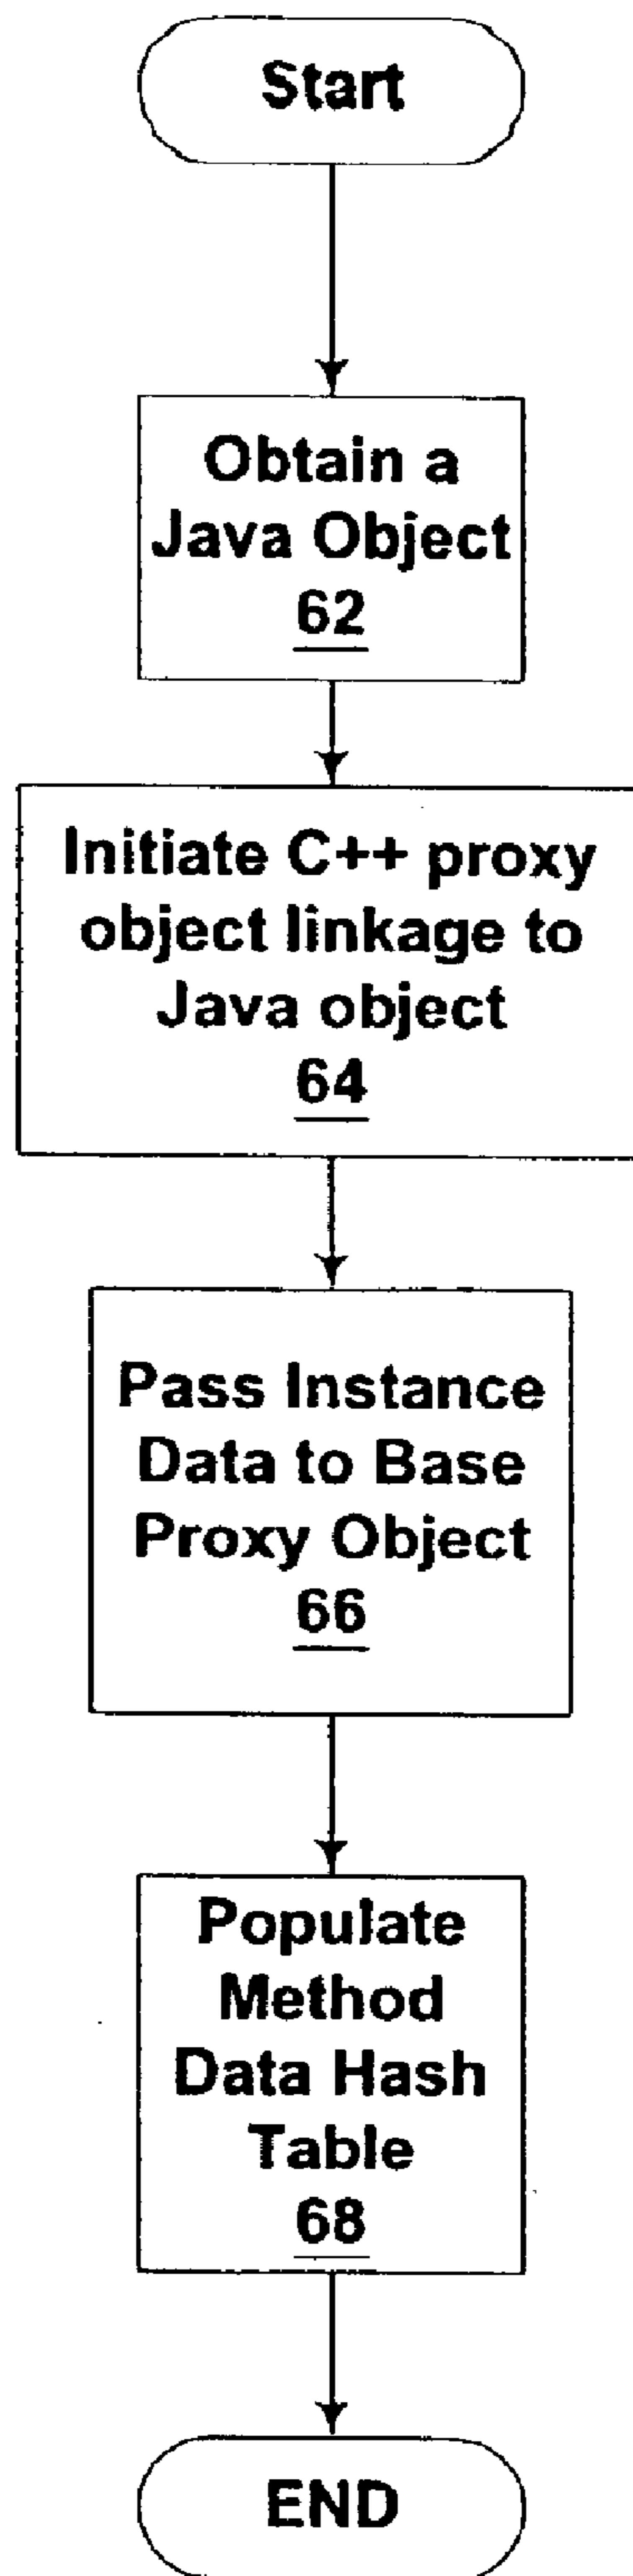 Start
Obtain a
Java Object
62
Initiate C++ proxy
object linkage to
Java object
64
Pass Instance
Data to Base
Proxy Object
66
Populate
Method
Data Hash
Table
68
END